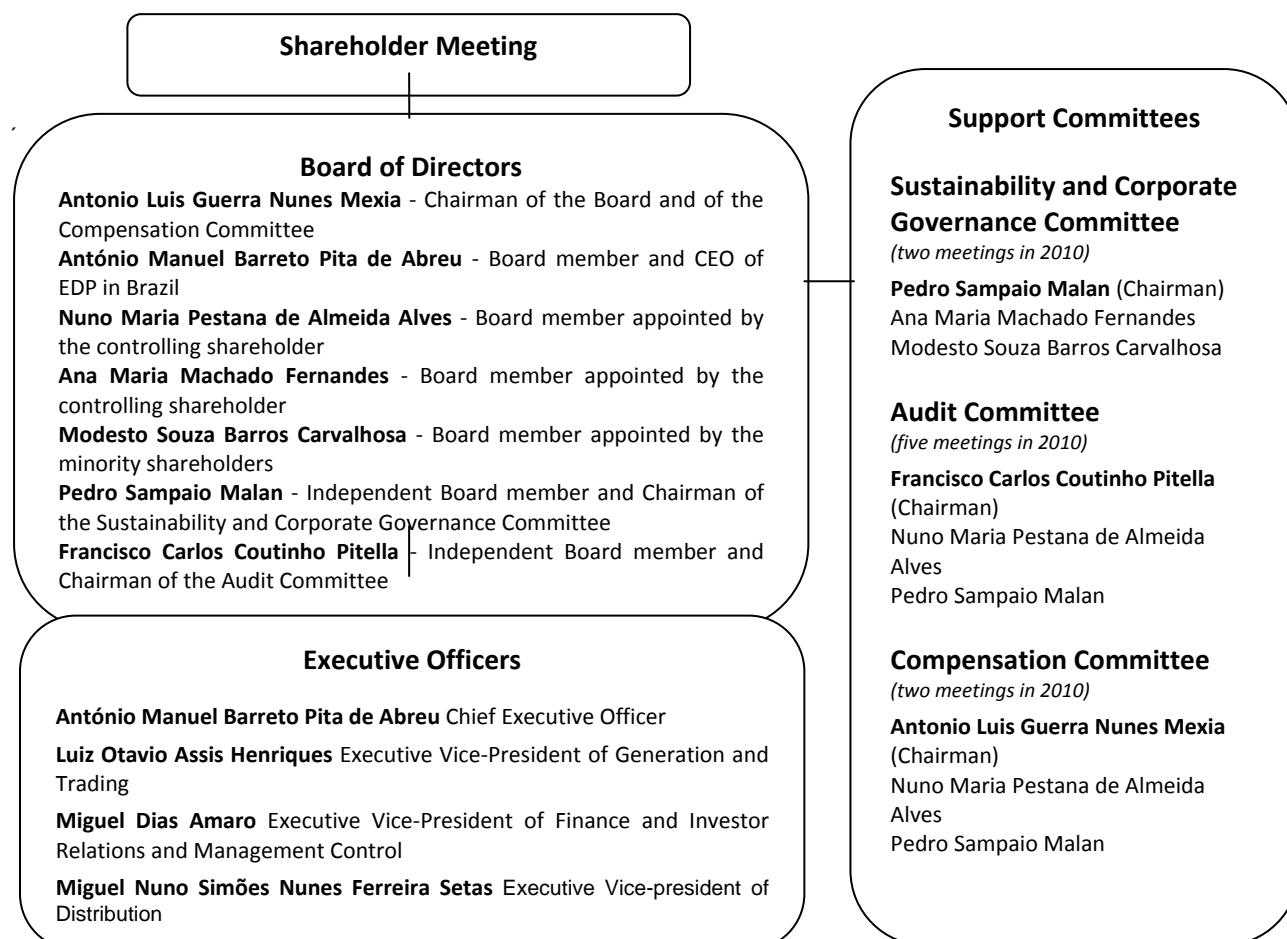 Shareholder Meeting
Board of Directors
Antonio Luis Guerra Nunes Mexia - Chairman of the Board and of the
Compensation Committee
António Manuel Barreto Pita de Abreu - Board member and CEO of
EDP in Brazil
Nuno Maria Pestana de Almeida Alves - Board member appointed by
the controlling shareholder
Ana Maria Machado Fernandes - Board member appointed by the
controlling shareholder
Modesto Souza Barros Carvalhosa - Board member appointed by the
minority shareholders
Pedro Sampaio Malan - Independent Board member and Chairman of
the Sustainability and Corporate Governance Committee
Francisco Carlos Coutinho Pitella - Independent Board member and
Chairman of the Audit Committee
Executive Officers
António Manuel Barreto Pita de Abreu Chief Executive Officer
Luiz Otavio Assis Henriques Executive Vice-President of Generation and
Trading
Miguel Dias Amaro Executive Vice-President of Finance and Investor
Relations and Management Control
Miguel Nuno Simões Nunes Ferreira Setas Executive Vice-president of
Distribution
Support Committees
Sustainability and Corporate
Governance Committee
(two meetings in 2010)
Pedro Sampaio Malan (Chairman)
Ana Maria Machado Fernandes
Modesto Souza Barros Carvalhosa
Audit Committee
(five meetings in 2010)
Francisco Carlos Coutinho Pitella
(Chairman)
Nuno Maria Pestana de Almeida
Alves
Pedro Sampaio Malan
Compensation Committee
(two meetings in 2010)
Antonio Luis Guerra Nunes Mexia
(Chairman)
Nuno Maria Pestana de Almeida
Alves
Pedro Sampaio Malan